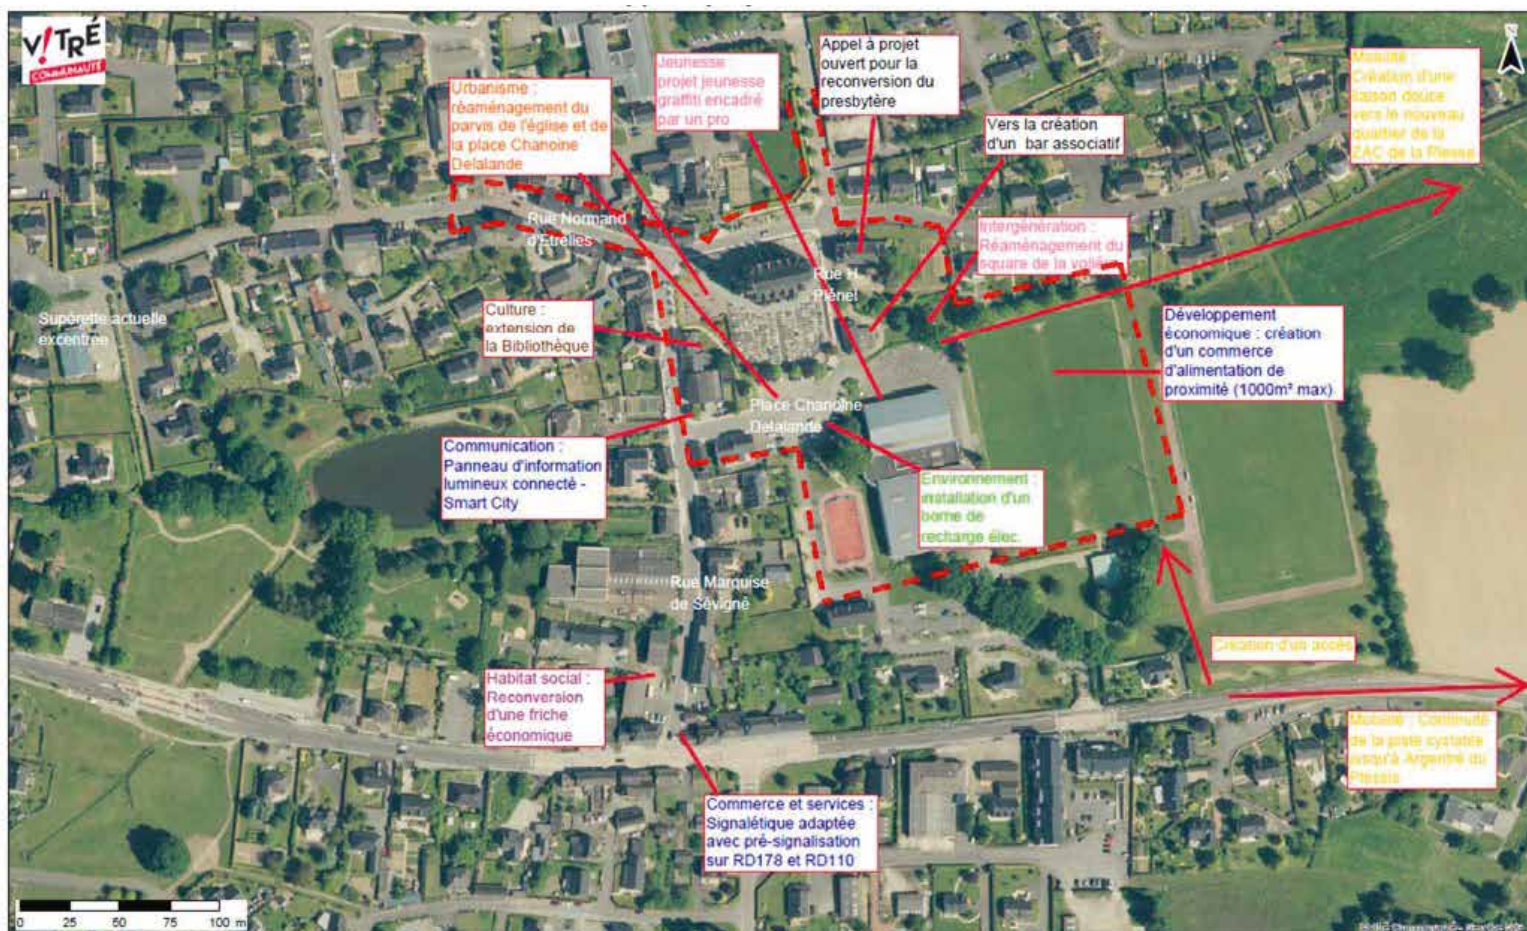 V!TRÉ
COMMUNAUTÉ
Urbanisme :
réaménagement du
parvis de l'église et de
la place Chanoine
Delalande
Jeunesse
projet jeunesse
graffiti encadré
par un pro
Appel à projet
ouvert pour la
reconversion du
presbytère
Vers la création
d'un bar associatif
Mobilité :
Création d'une
liaison douce
vers le nouveau
quartier de la
ZAC de la Plesse
N
Rue Normand
d'Etrelles
Intergénération :
Réaménagement du
square de la volière
Rue H
Plénel
Superette actuelle
excentrée
Culture :
extension de
la Bibliothèque
Développement
économique : création
d'un commerce
d'alimentation de
proximité (1000m² max)
Place Chanoine
Delalande
Communication :
Panneau d'information
lumineux connecté -
Smart City
Environnement :
installation d'un
borne de
recharge élec.
Rue Marquise
de Sévigné
Création d'un accès
Habitat social :
Reconversion
d'une friche
économique
Mobilité : Continuité
de la piste cyclable
jusqu'à Argentré du
Plessis
Commerce et services :
Signalétique adaptée
avec pré-signalisation
sur RD178 et RD110
0 25 50 75 100 m